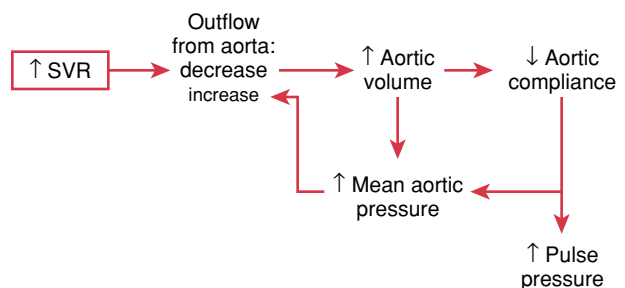 ↑ SVR
Outflow
from aorta:
decrease
increase
↑ Aortic
volume
↓ Aortic
compliance
↑ Mean aortic
pressure
↑ Pulse
pressure